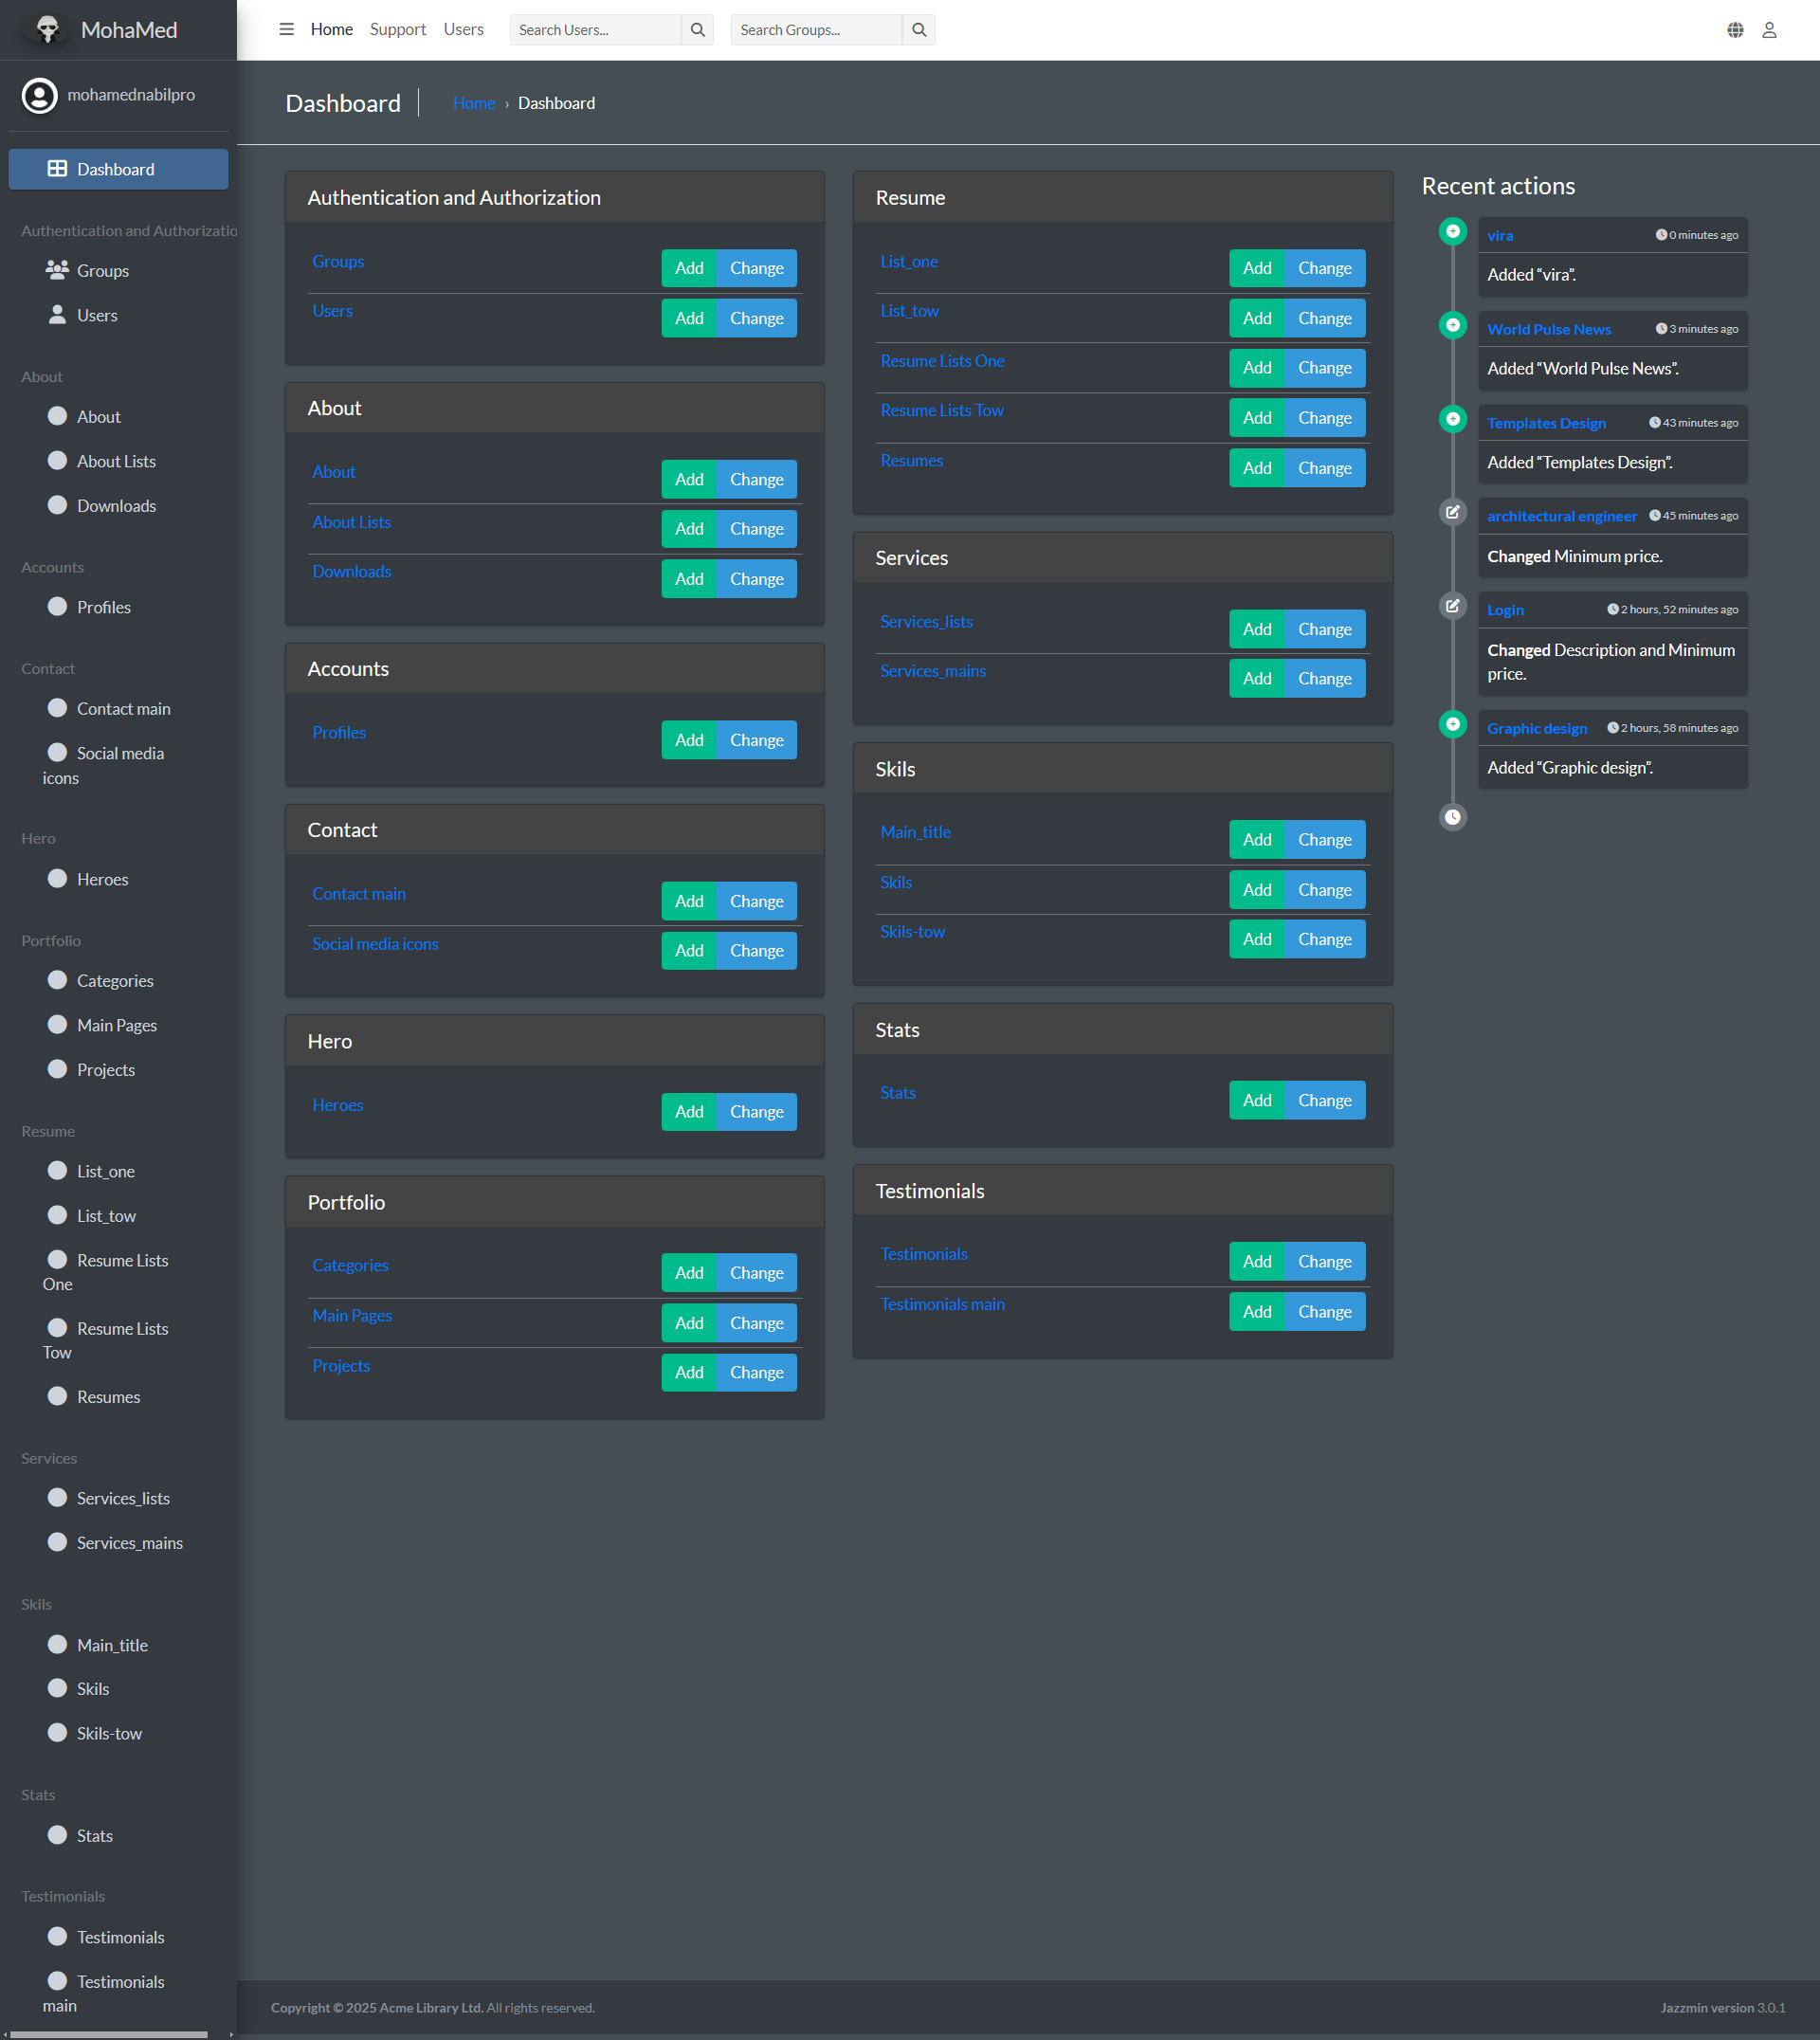 MohaMed
mohamednabilpro
Dashboard
Authentication and Authorizatio
Groups
Users
About
About
About Lists
Downloads
Accounts
Profiles
Contact
Contact main
Social media
icons
Hero
Heroes
Portfolio
Categories
Main Pages
Projects
Resume
List_one
List_tow
Resume Lists
One
Resume Lists
Tow
Resumes
Services
Services_lists
Services_mains
Skils
Main_title
Skils
Skils-tow
Stats
Stats
Testimonials
Testimonials
Testimonials
main
Home Support Users Search Users... Search Groups...
Dashboard Home › Dashboard
Authentication and Authorization
Groups Add Change
Users Add Change
About
About Add Change
About Lists Add Change
Downloads Add Change
Accounts
Profiles Add Change
Contact
Contact main Add Change
Social media icons Add Change
Hero
Heroes Add Change
Portfolio
Categories Add Change
Main Pages Add Change
Projects Add Change
Resume
List_one Add Change
List_tow Add Change
Resume Lists One Add Change
Resume Lists Tow Add Change
Resumes Add Change
Services
Services_lists Add Change
Services_mains Add Change
Skils
Main_title Add Change
Skils Add Change
Skils-tow Add Change
Stats
Stats Add Change
Testimonials
Testimonials Add Change
Testimonials main Add Change
Recent actions
vira 0 minutes ago
Added “vira”.
World Pulse News 3 minutes ago
Added “World Pulse News”.
Templates Design 43 minutes ago
Added “Templates Design”.
architectural engineer 45 minutes ago
Changed Minimum price.
Login 2 hours, 52 minutes ago
Changed Description and Minimum
price.
Graphic design 2 hours, 58 minutes ago
Added “Graphic design”.
Copyright © 2025 Acme Library Ltd. All rights reserved.
Jazzmin version 3.0.1